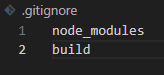 .gitignore
1 node_modules
2 build